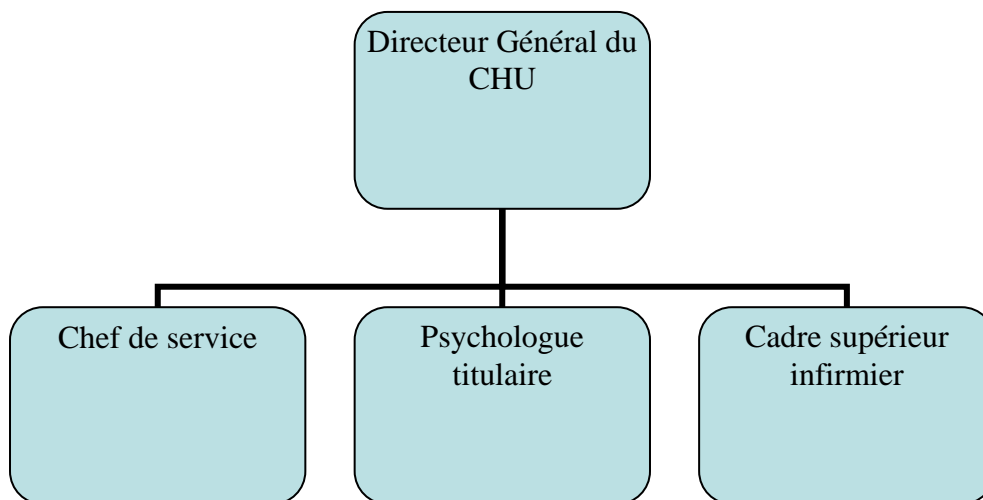 Directeur Général du
CHU
Chef de service
Psychologue
titulaire
Cadre supérieur
infirmier